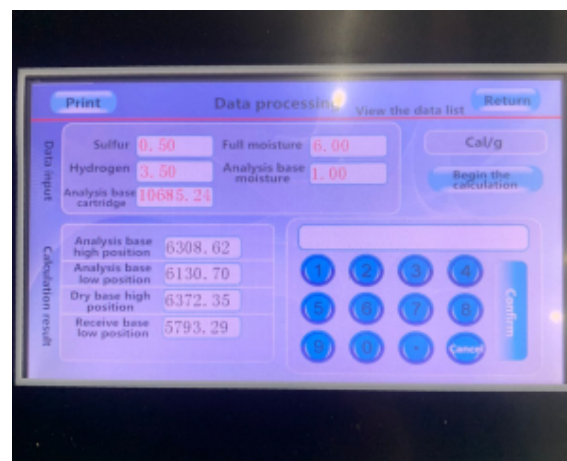 Print
Data processing
View the data list
Return
Data input
Sulfur 0.50
Full moisture 6.00
Cal/g
Hydrogen 3.50
Analysis base
moisture 1.00
Begin the
calculation
Analysis base
cartridge 10685.24
Calculation result
Analysis base
high position 6308.62
Analysis base
low position 6130.70
Dry base high
position 6372.35
Receive base
low position 5793.29
1 2 3 4
5 6 7 8
9 0 .
Cancel
Confirm